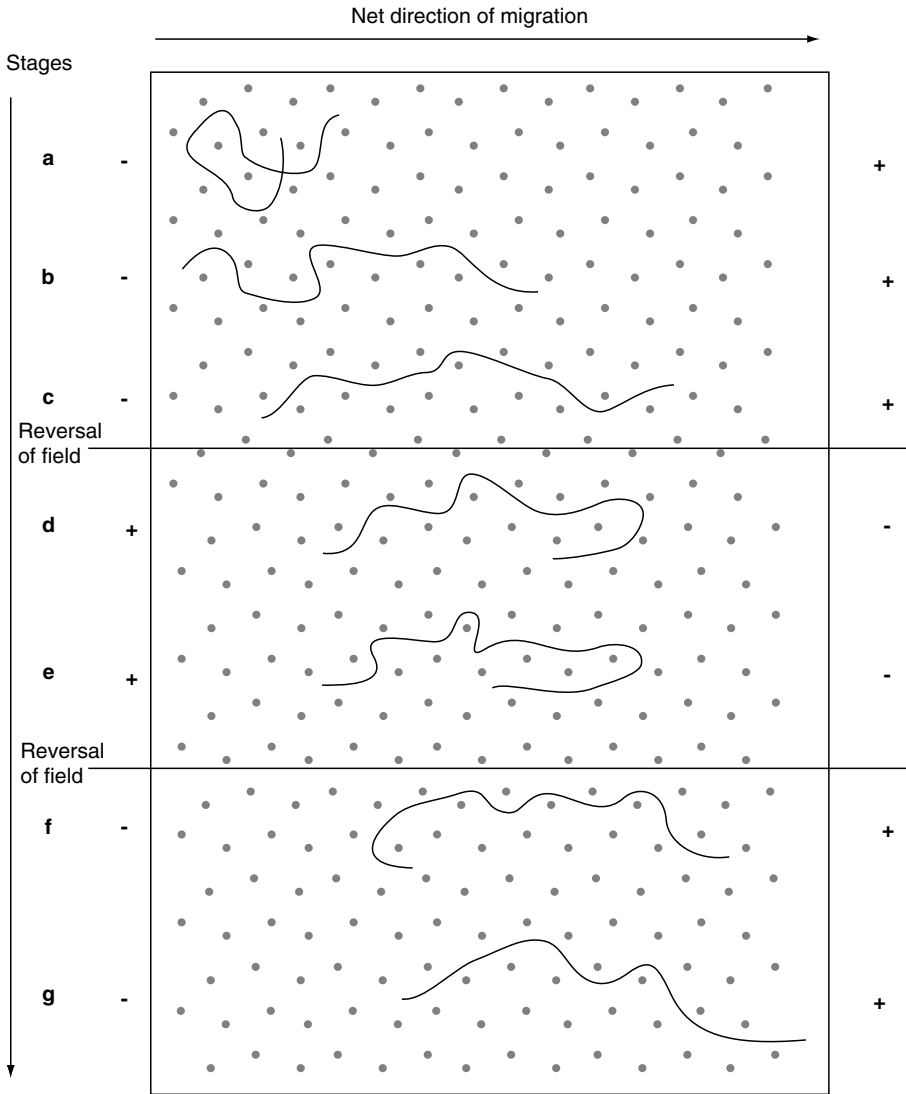 Net direction of migration
Stages
a - +
b - +
c - +
Reversal
of field
d + -
e + -
Reversal
of field
f - +
g - +